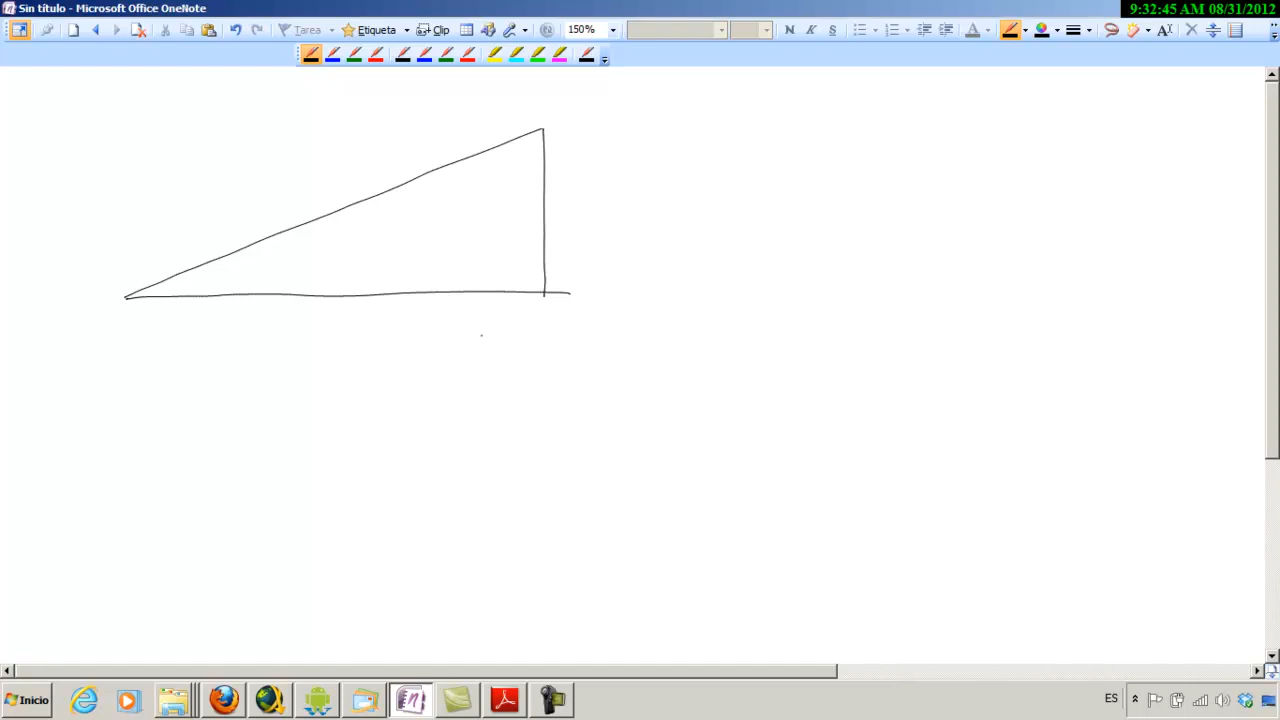 Sin título - Microsoft Office OneNote
9:32:45 AM 08/31/2012
Tarea Etiqueta Clip 150% N K S A A
Inicio
ES